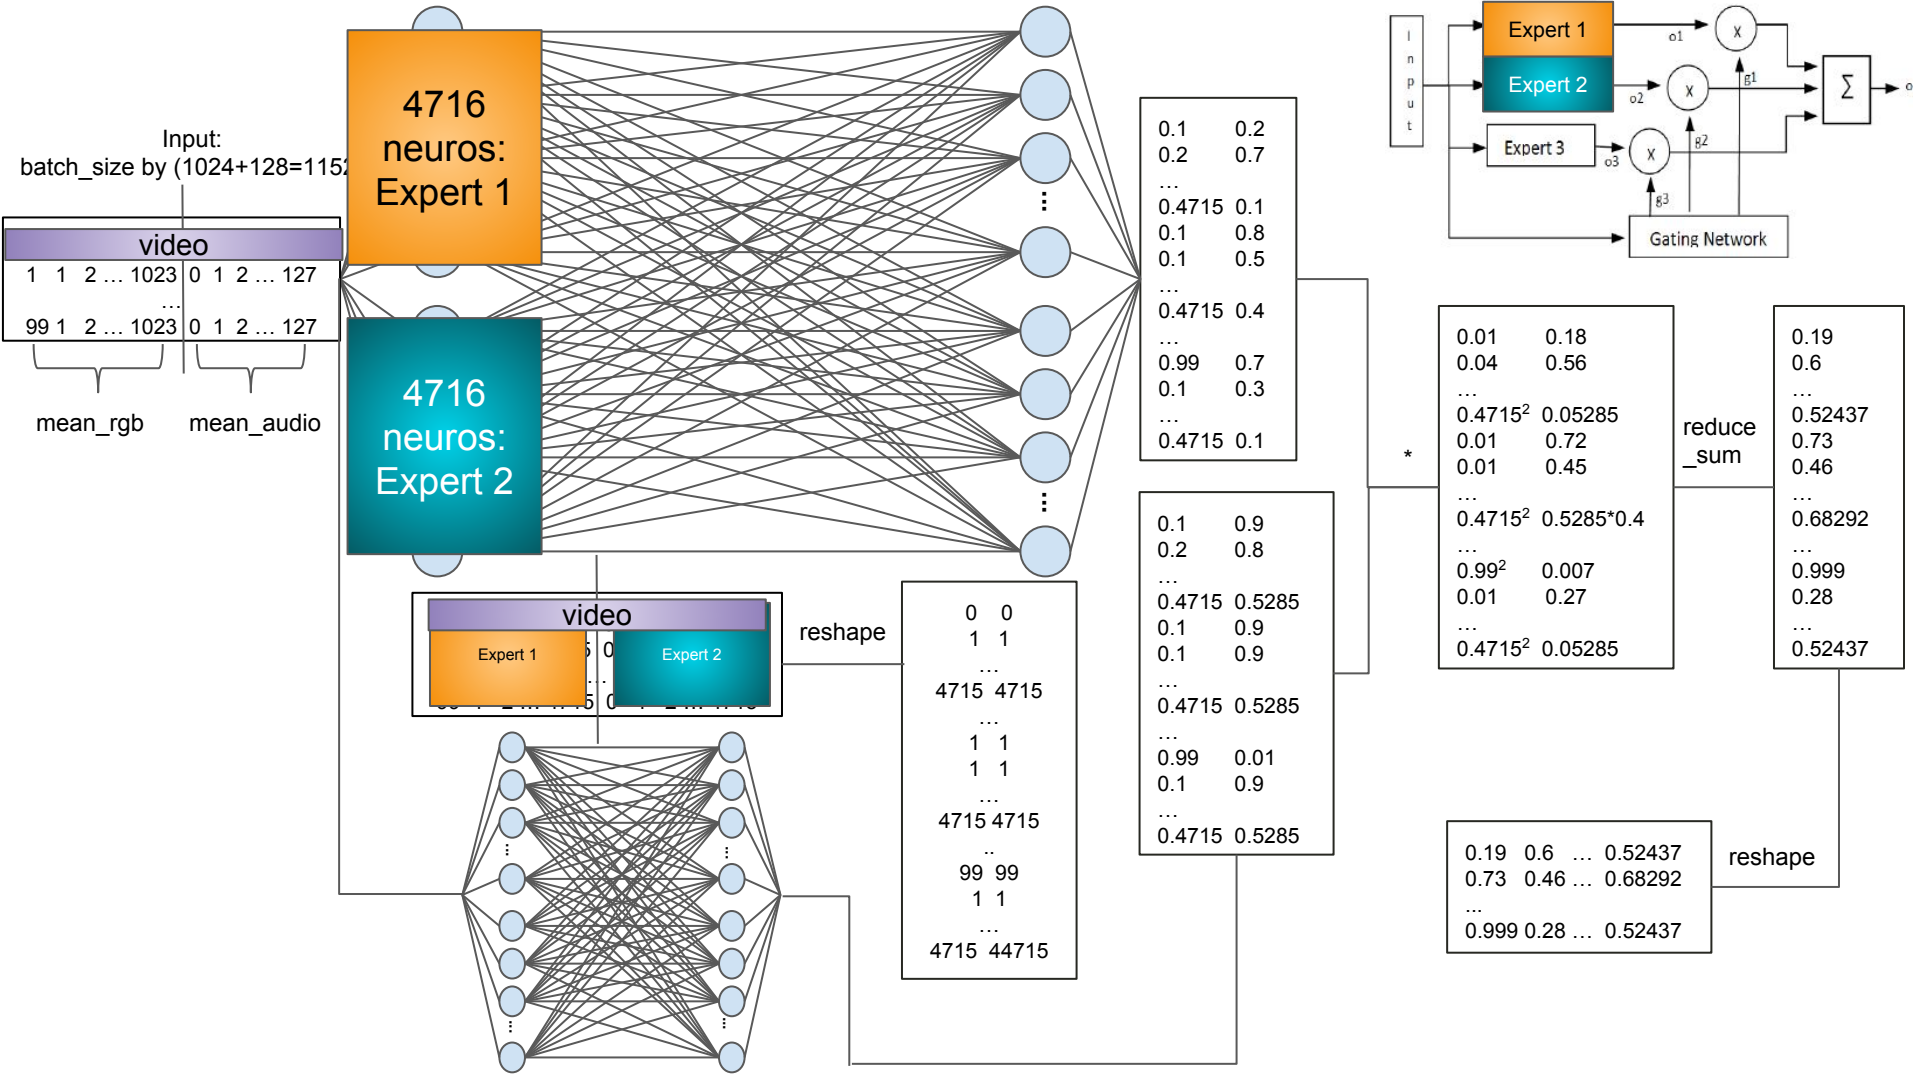 Input:
batch_size by (1024+128=1152
video
1 1 2 … 1023 0 1 2 … 127
…
99 1 2 … 1023 0 1 2 … 127
mean_rgb mean_audio
4716
neuros:
Expert 1
4716
neuros:
Expert 2
...
...
video
Expert 1 Expert 2
reshape
0 0
1 1
…
4715 4715
…
1 1
1 1
…
4715 4715
..
99 99
1 1
…
4715 44715
...
...
...
...
0.1 0.2
0.2 0.7
…
0.4715 0.1
0.1 0.8
0.1 0.5
…
0.4715 0.4
…
0.99 0.7
0.1 0.3
…
0.4715 0.1
0.1 0.9
0.2 0.8
…
0.4715 0.5285
0.1 0.9
0.1 0.9
…
0.4715 0.5285
…
0.99 0.01
0.1 0.9
…
0.4715 0.5285
*
0.01 0.18
0.04 0.56
…
0.4715² 0.05285
0.01 0.72
0.01 0.45
…
0.4715² 0.5285*0.4
…
0.99² 0.007
0.01 0.27
…
0.4715² 0.05285
reduce
_sum
0.19
0.6
…
0.52437
0.73
0.46
…
0.68292
…
0.999
0.28
…
0.52437
reshape
0.19 0.6 … 0.52437
0.73 0.46 … 0.68292
...
0.999 0.28 … 0.52437
Input
Expert 1
o1
x
Expert 2
o2
x
g1
Σ
o
Expert 3
o3
x
g2
g3
Gating Network